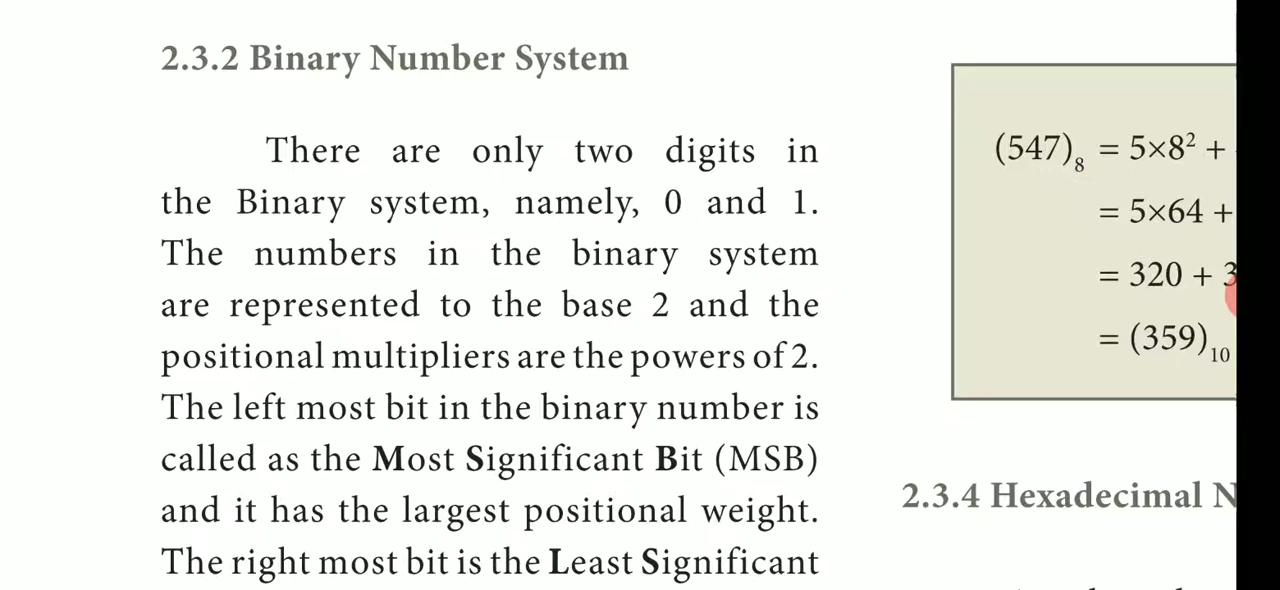 2.3.2 Binary Number System
There are only two digits in
the Binary system, namely, 0 and 1.
The numbers in the binary system
are represented to the base 2 and the
positional multipliers are the powers of 2.
The left most bit in the binary number is
called as the Most Significant Bit (MSB)
and it has the largest positional weight.
The right most bit is the Least Significant
(547)₈ = 5×8² +
= 5×64 +
= 320 + 3
= (359)₁₀
2.3.4 Hexadecimal N